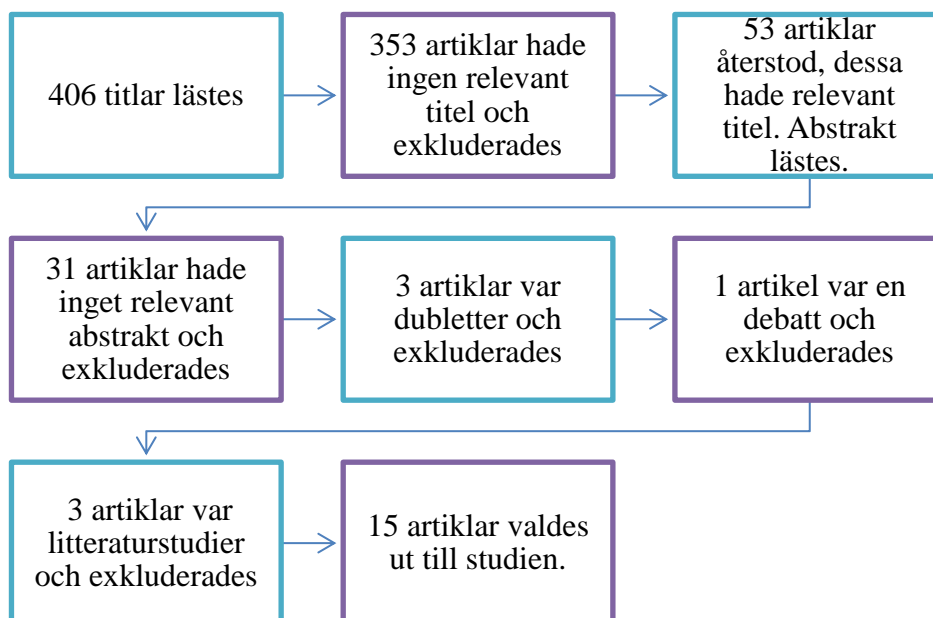 406 titlar lästes
353 artiklar hade
ingen relevant
titel och
exkluderades
53 artiklar
återstod, dessa
hade relevant
titel. Abstrakt
lästes.
31 artiklar hade
inget relevant
abstrakt och
exkluderades
3 artiklar var
dubletter och
exkluderades
1 artikel var en
debatt och
exkluderades
3 artiklar var
litteraturstudier
och exkluderades
15 artiklar valdes
ut till studien.